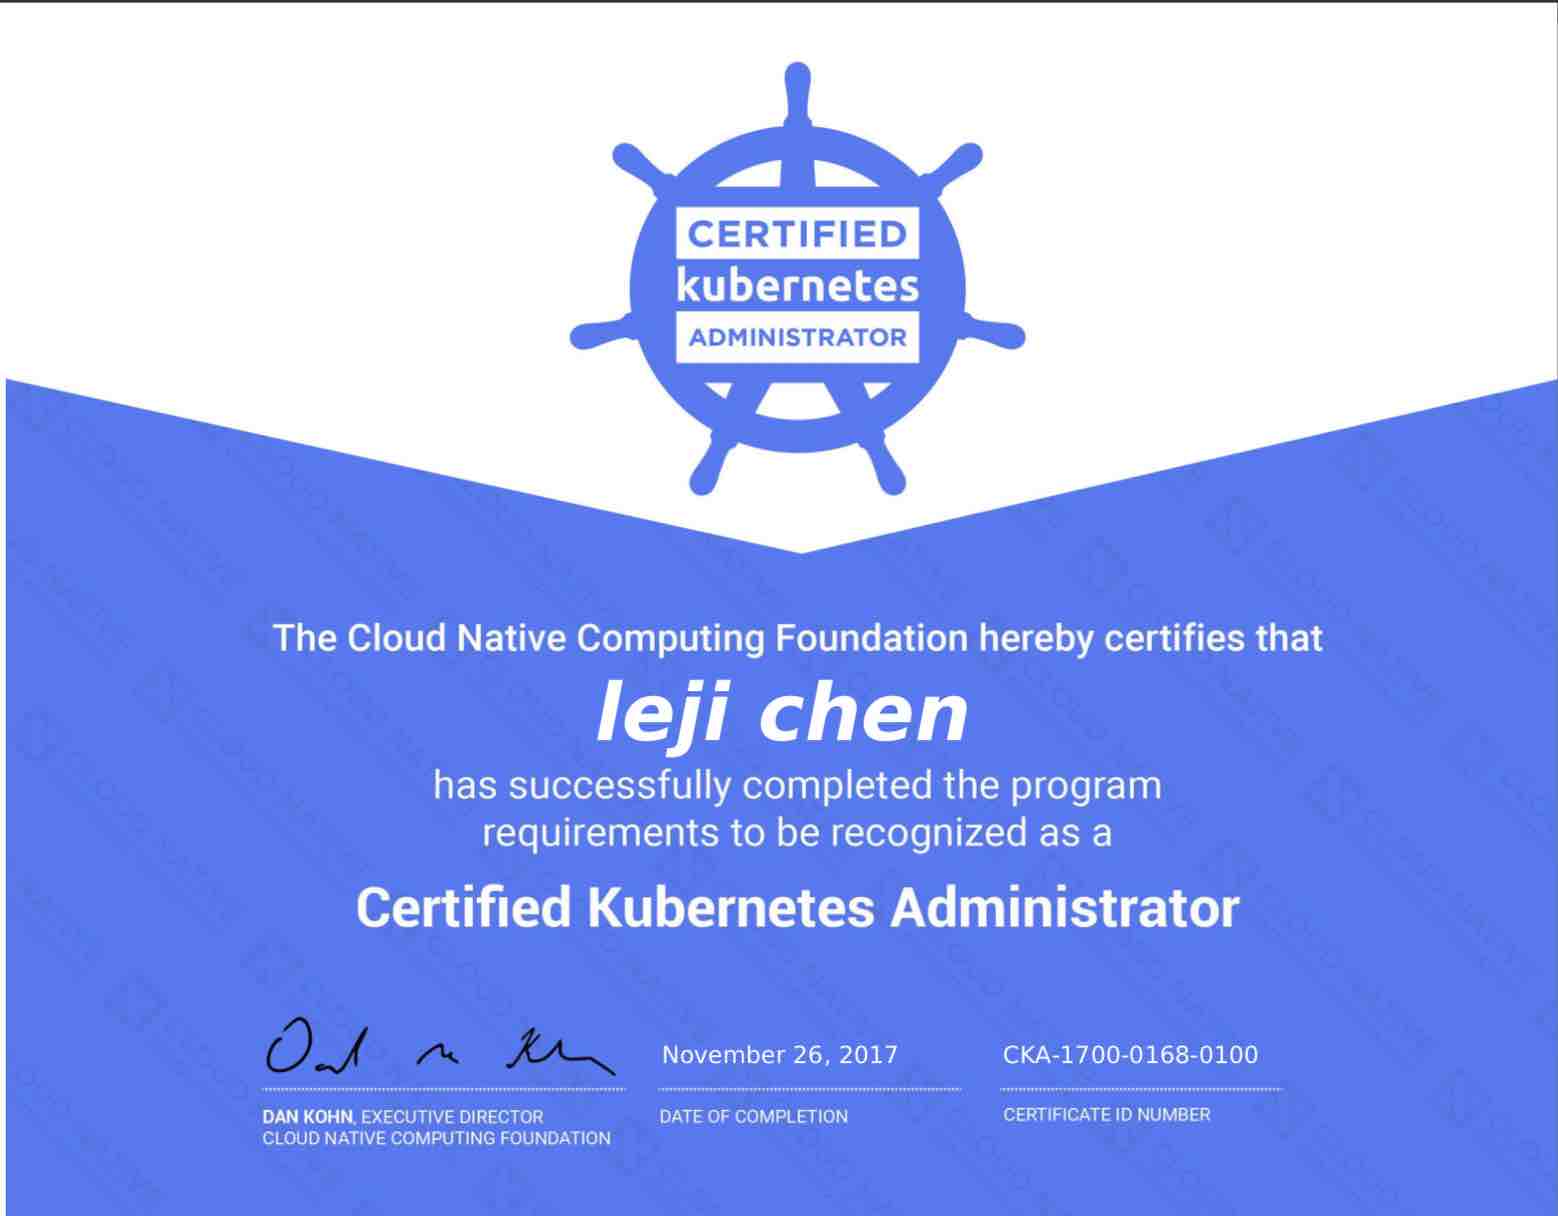 CERTIFIED
kubernetes
ADMINISTRATOR
The Cloud Native Computing Foundation hereby certifies that
leji chen
has successfully completed the program
requirements to be recognized as a
Certified Kubernetes Administrator
November 26, 2017
CKA-1700-0168-0100
DAN KOHN, EXECUTIVE DIRECTOR
CLOUD NATIVE COMPUTING FOUNDATION
DATE OF COMPLETION
CERTIFICATE ID NUMBER